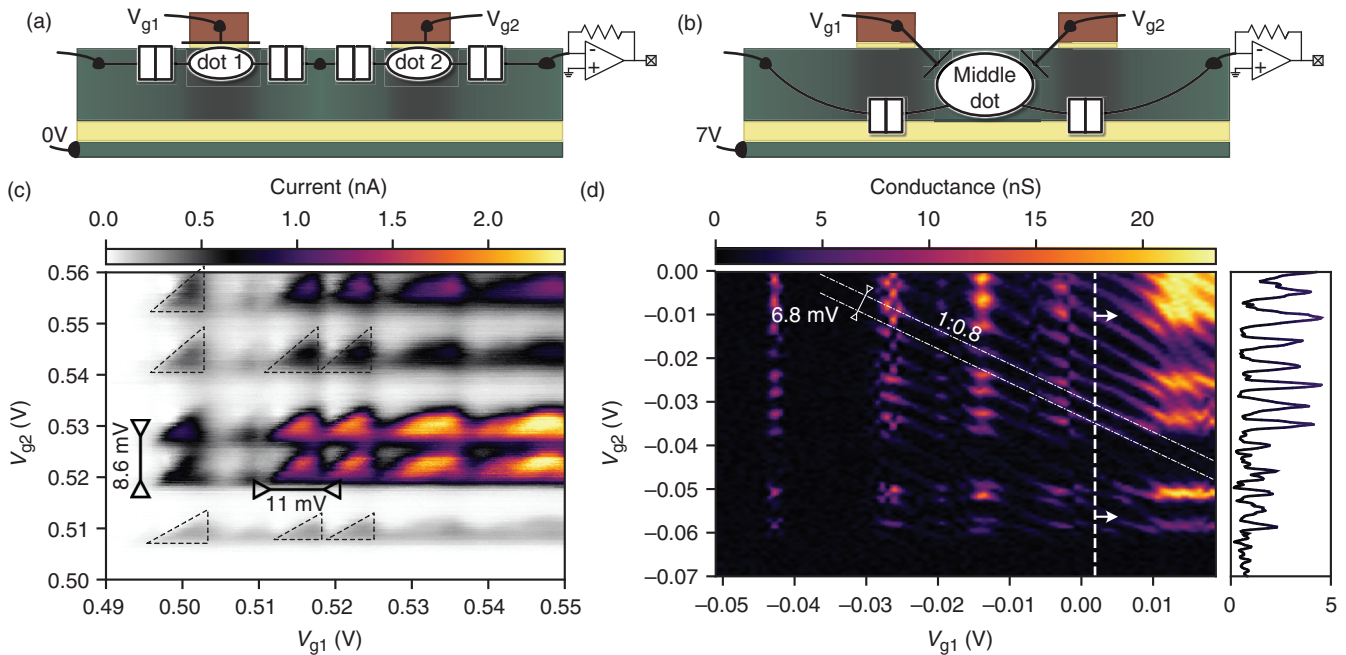 (a)
V_g1
V_g2
dot 1
dot 2
-
+
0V
(b)
V_g1
V_g2
Middle
dot
-
+
7V
(c)
Current (nA)
0.0 0.5 1.0 1.5 2.0
0.56
0.55
0.54
0.53
0.52
0.51
0.50
V_g2 (V)
8.6 mV
11 mV
0.49 0.50 0.51 0.52 0.53 0.54 0.55
V_g1 (V)
(d)
Conductance (nS)
0 5 10 15 20
0.00
−0.01
−0.02
−0.03
−0.04
−0.05
−0.06
−0.07
V_g2 (V)
6.8 mV
1:0.8
−0.05 −0.04 −0.03 −0.02 −0.01 0.00 0.01
V_g1 (V)
0 5